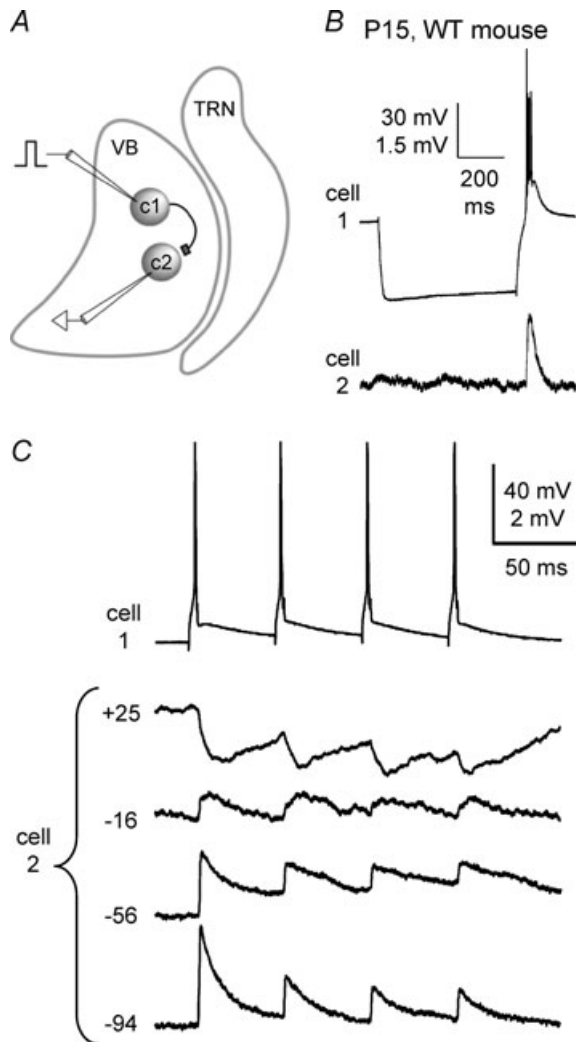 A
TRN
VB
c1
c2
B
P15, WT mouse
30 mV
1.5 mV
200
ms
cell
1
cell
2
C
40 mV
2 mV
50 ms
cell
1
+25
-16
cell
2
-56
-94